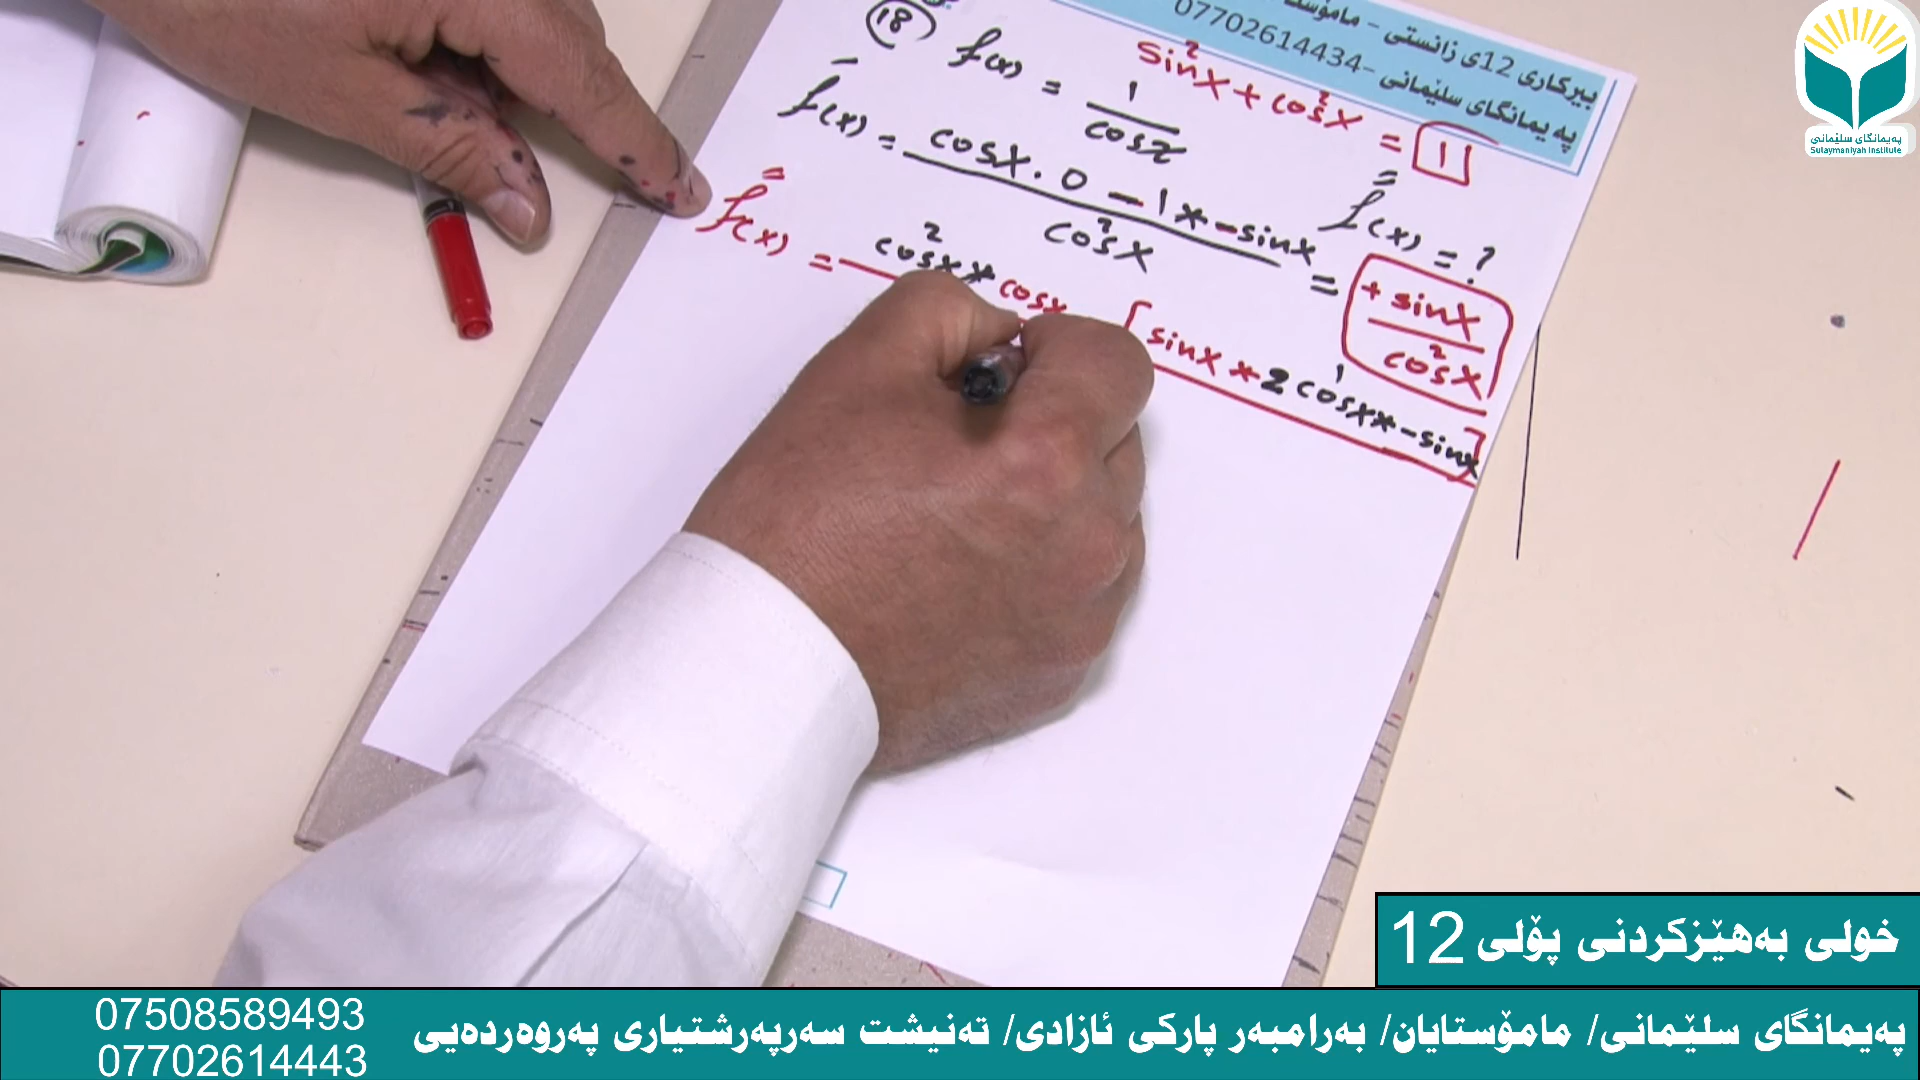 بیرکاری 12ی زانستی -
پەیمانگای سلێمانی -07702614434
sin²x + cos²x = 1
18 f(x) = 1/cosx
f''(x) = ?
f'(x) = cosx . 0 - 1 * -sinx / cos²x = + sinx / cos²x
f''(x) = cos²x * cosx - [sinx * 2 cos¹x * -sinx]
پەیمانگای سلێمانی
Sulaymaniyah Institute
خولی بەهێزکردنی پۆلی 12
پەیمانگای سلێمانی/ مامۆستایان/ بەرامبەر پارکی ئازادی/ تەنیشت سەرپەرشتیاری پەروەردەیی
07508589493
07702614443